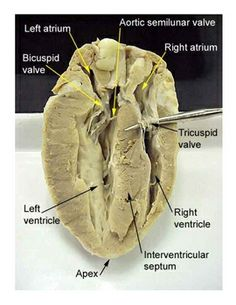 Aortic semilunar valve
Left atrium
Right atrium
Bicuspid
valve
Tricuspid
valve
Left
ventricle
Right
ventricle
Interventricular
septum
Apex